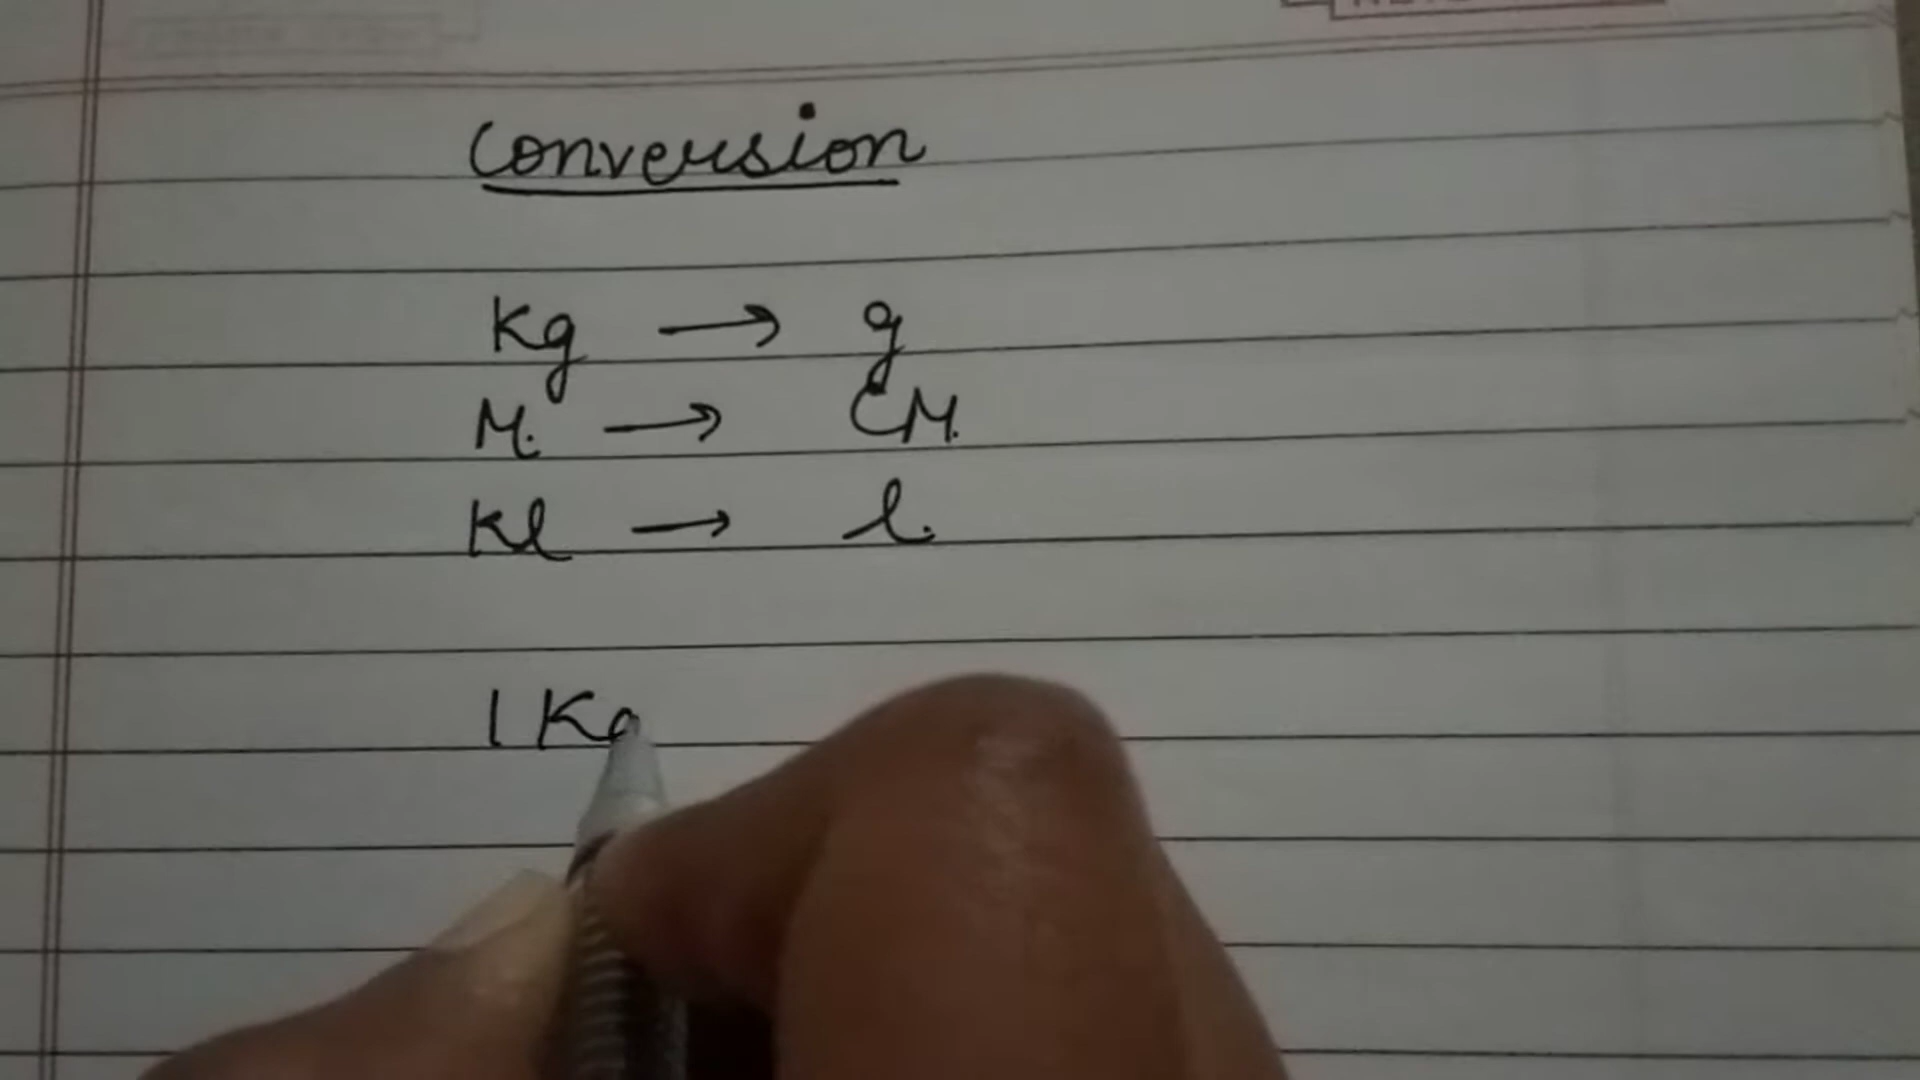 Conversion
Kg → g
M. → CM.
Kl → l.
1 Kg